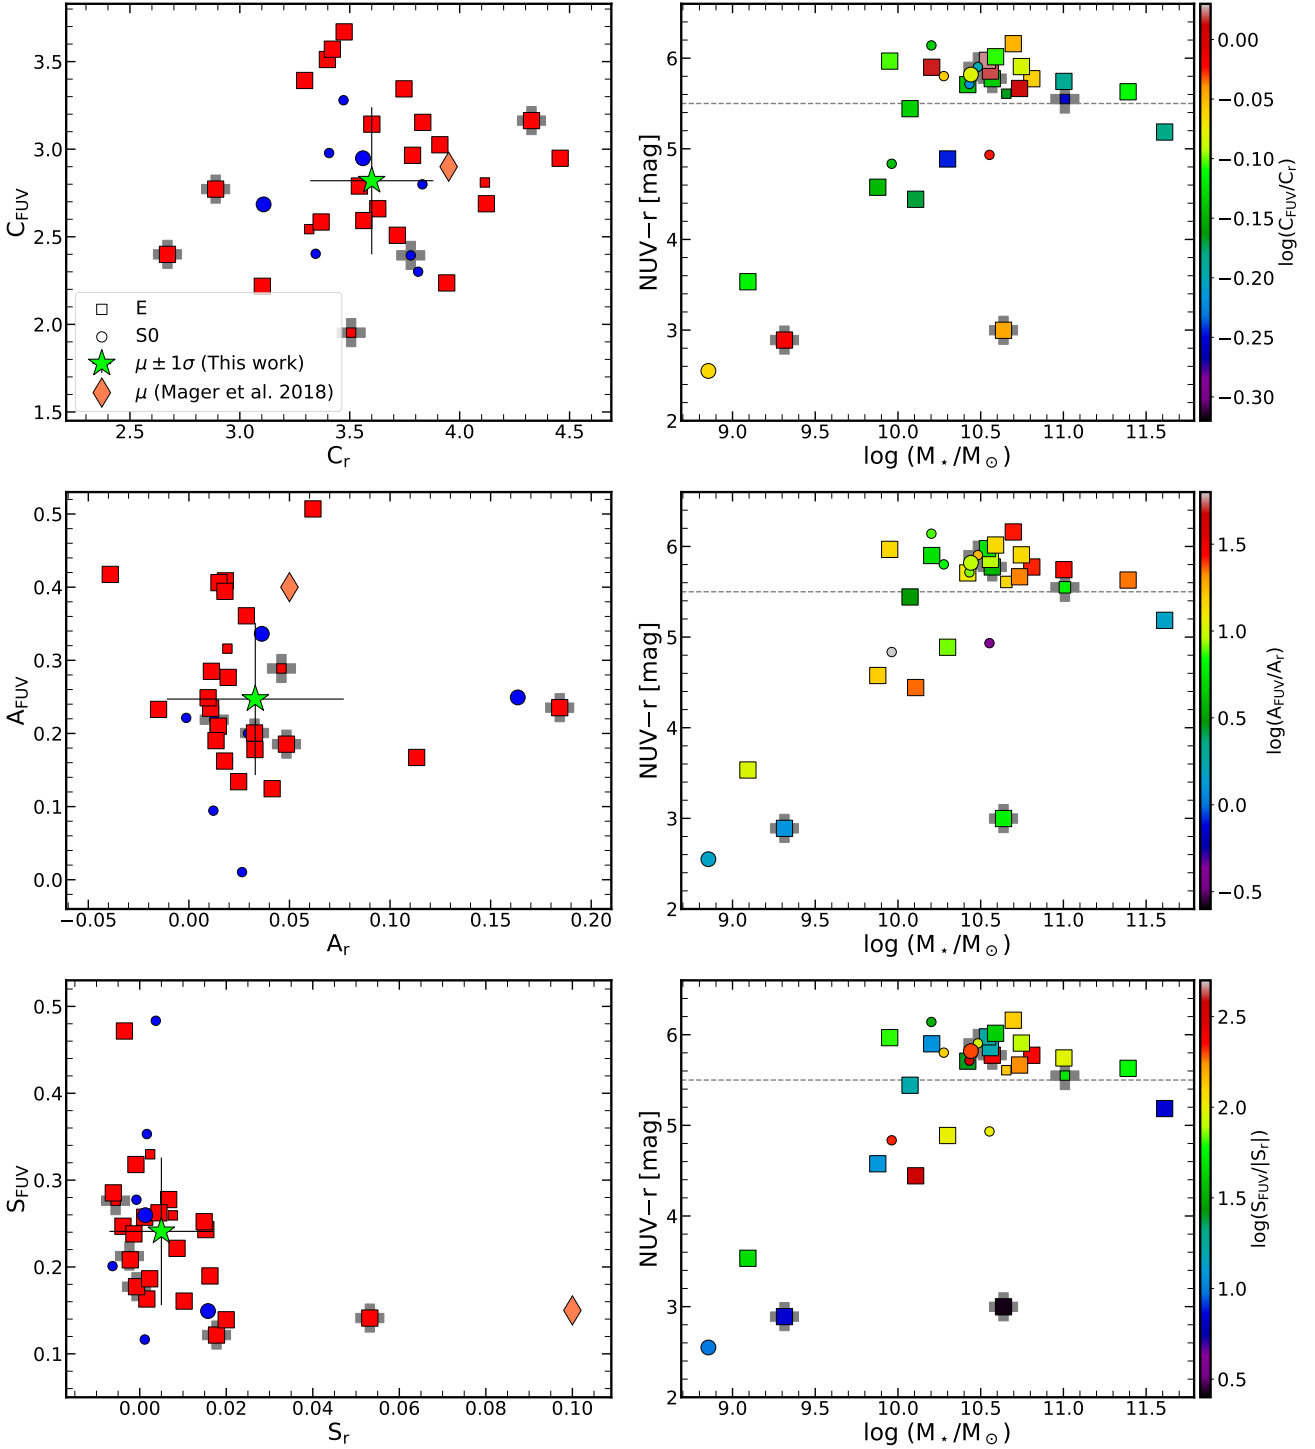 3.5
3.0
2.5
2.0
1.5
C_FUV
2.5 3.0 3.5 4.0 4.5
C_r
E
S0
μ ± 1σ (This work)
μ (Mager et al. 2018)
6
5
4
3
2
NUV−r [mag]
9.0 9.5 10.0 10.5 11.0 11.5
log (M⋆/M⊙)
0.00
−0.05
−0.10
−0.15
−0.20
−0.25
−0.30
log(C_FUV/C_r)
0.5
0.4
0.3
0.2
0.1
0.0
A_FUV
−0.05 0.00 0.05 0.10 0.15 0.20
A_r
6
5
4
3
2
NUV−r [mag]
9.0 9.5 10.0 10.5 11.0 11.5
log (M⋆/M⊙)
1.5
1.0
0.5
0.0
−0.5
log(A_FUV/A_r)
0.5
0.4
0.3
0.2
0.1
S_FUV
0.00 0.02 0.04 0.06 0.08 0.10
S_r
6
5
4
3
2
NUV−r [mag]
9.0 9.5 10.0 10.5 11.0 11.5
log (M⋆/M⊙)
2.5
2.0
1.5
1.0
0.5
log(S_FUV/|S_r|)